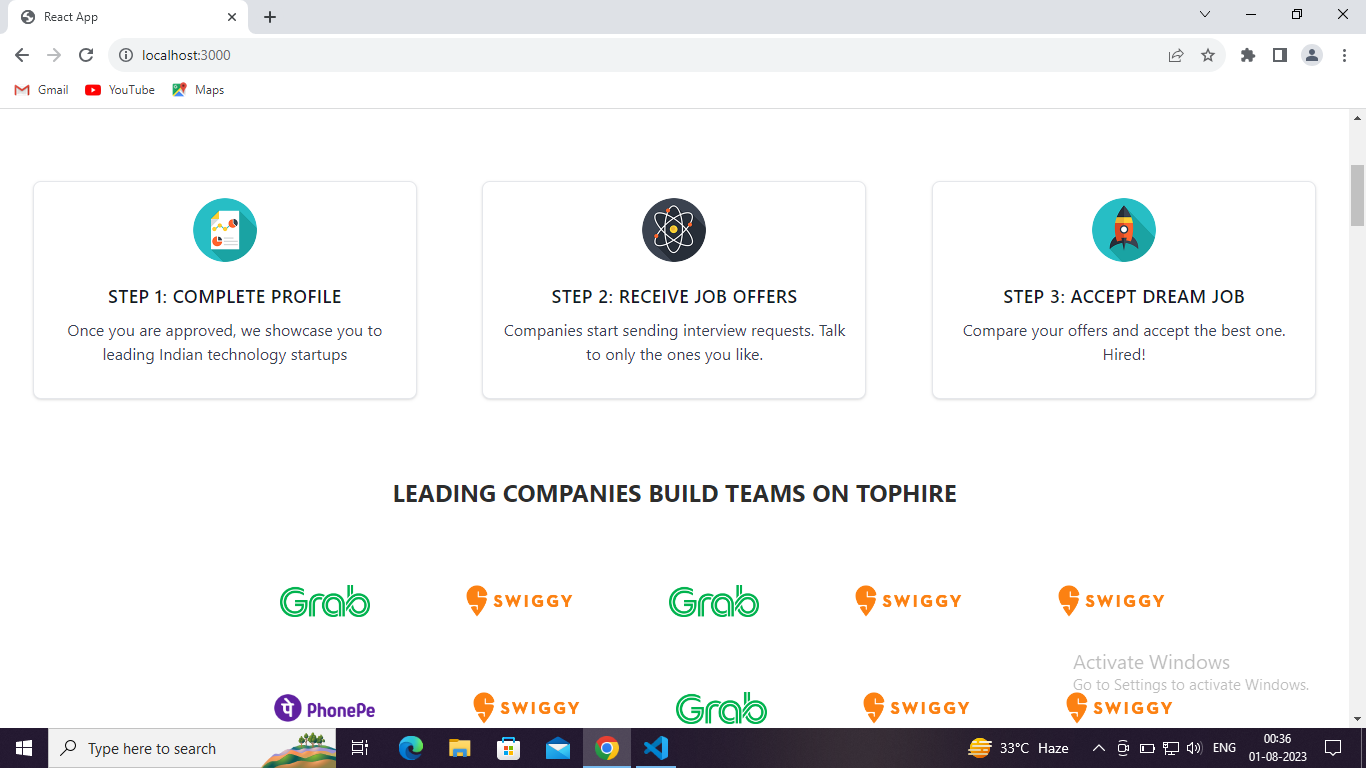 React App
localhost:3000
Gmail
YouTube
Maps
STEP 1: COMPLETE PROFILE
Once you are approved, we showcase you to
leading Indian technology startups
STEP 2: RECEIVE JOB OFFERS
Companies start sending interview requests. Talk
to only the ones you like.
STEP 3: ACCEPT DREAM JOB
Compare your offers and accept the best one.
Hired!
LEADING COMPANIES BUILD TEAMS ON TOPHIRE
Grab SWIGGY Grab SWIGGY SWIGGY
Activate Windows
Go to Settings to activate Windows.
पे PhonePe SWIGGY Grab SWIGGY SWIGGY
Type here to search
33°C Haze
ENG
00:36
01-08-2023